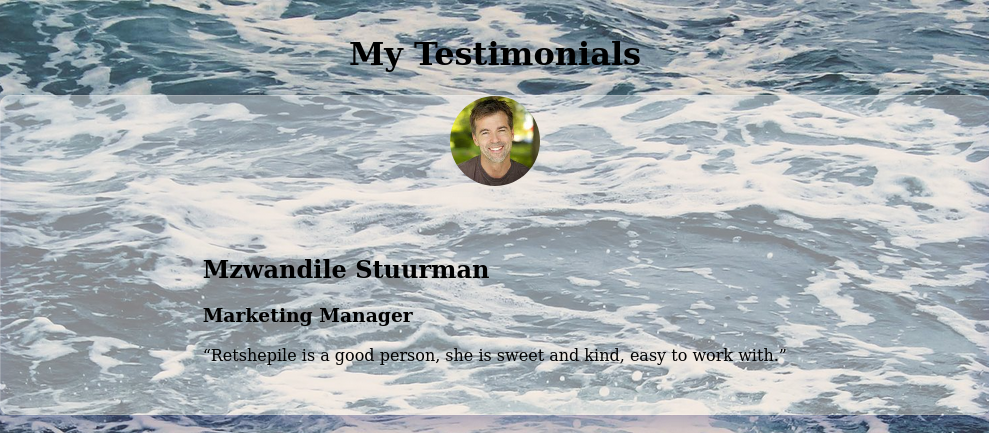 My Testimonials
Mzwandile Stuurman
Marketing Manager
“Retshepile is a good person, she is sweet and kind, easy to work with.”